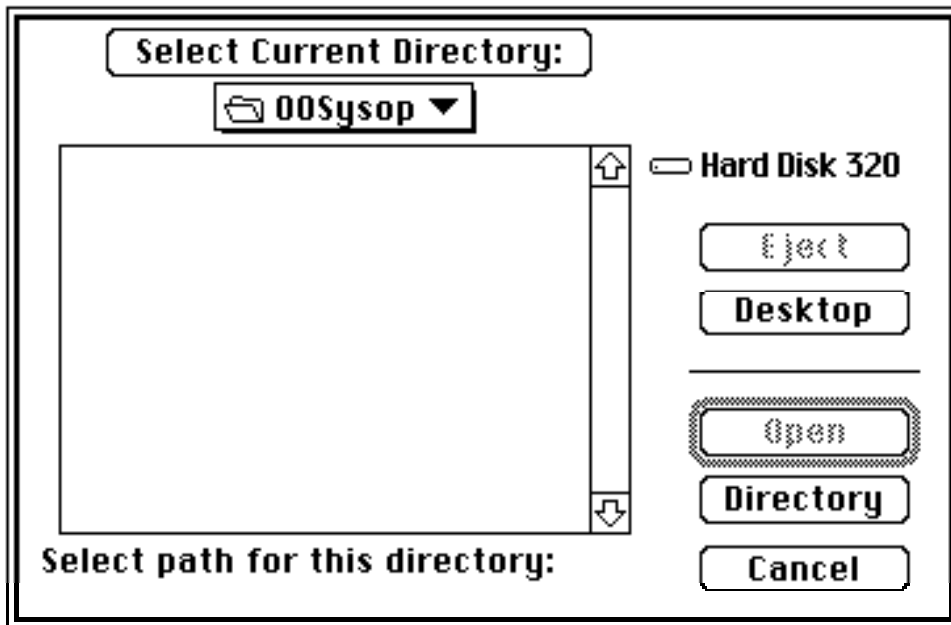 Select Current Directory:
00Sysop
Hard Disk 320
Eject
Desktop
Open
Directory
Select path for this directory:
Cancel